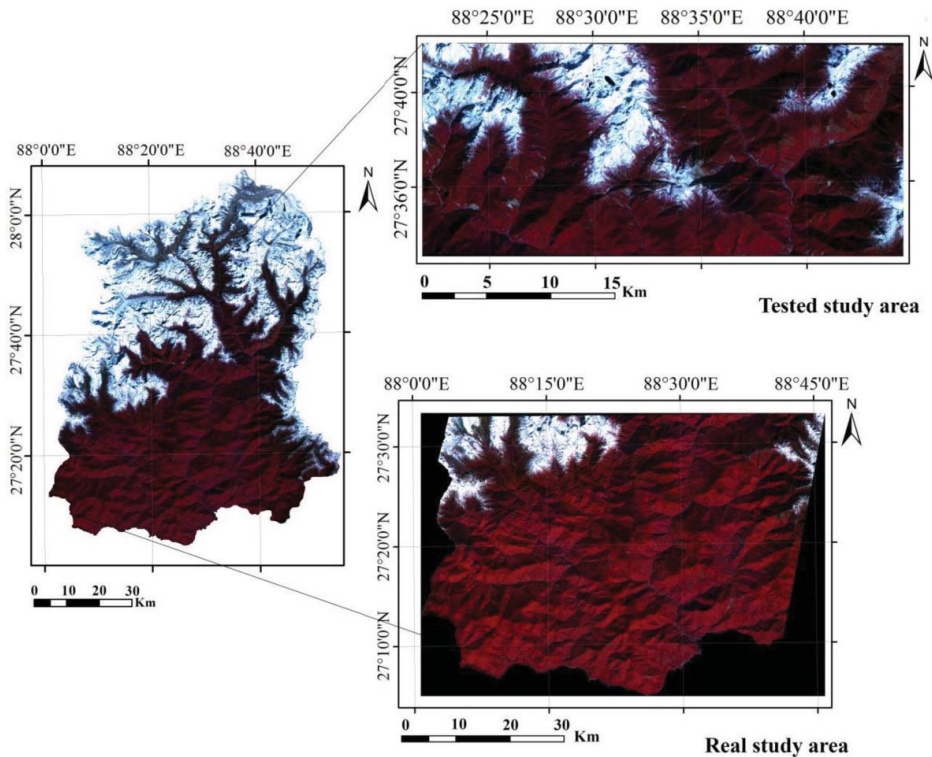 88°0'0"E 88°20'0"E 88°40'0"E
N
28°0'0"N
27°40'0"N
27°20'0"N
0 10 20 30
Km
88°25'0"E 88°30'0"E 88°35'0"E 88°40'0"E
N
27°40'0"N
27°36'0"N
0 5 10 15
Km
Tested study area
88°0'0"E 88°15'0"E 88°30'0"E 88°45'0"E
N
27°30'0"N
27°20'0"N
27°10'0"N
0 10 20 30
Km
Real study area